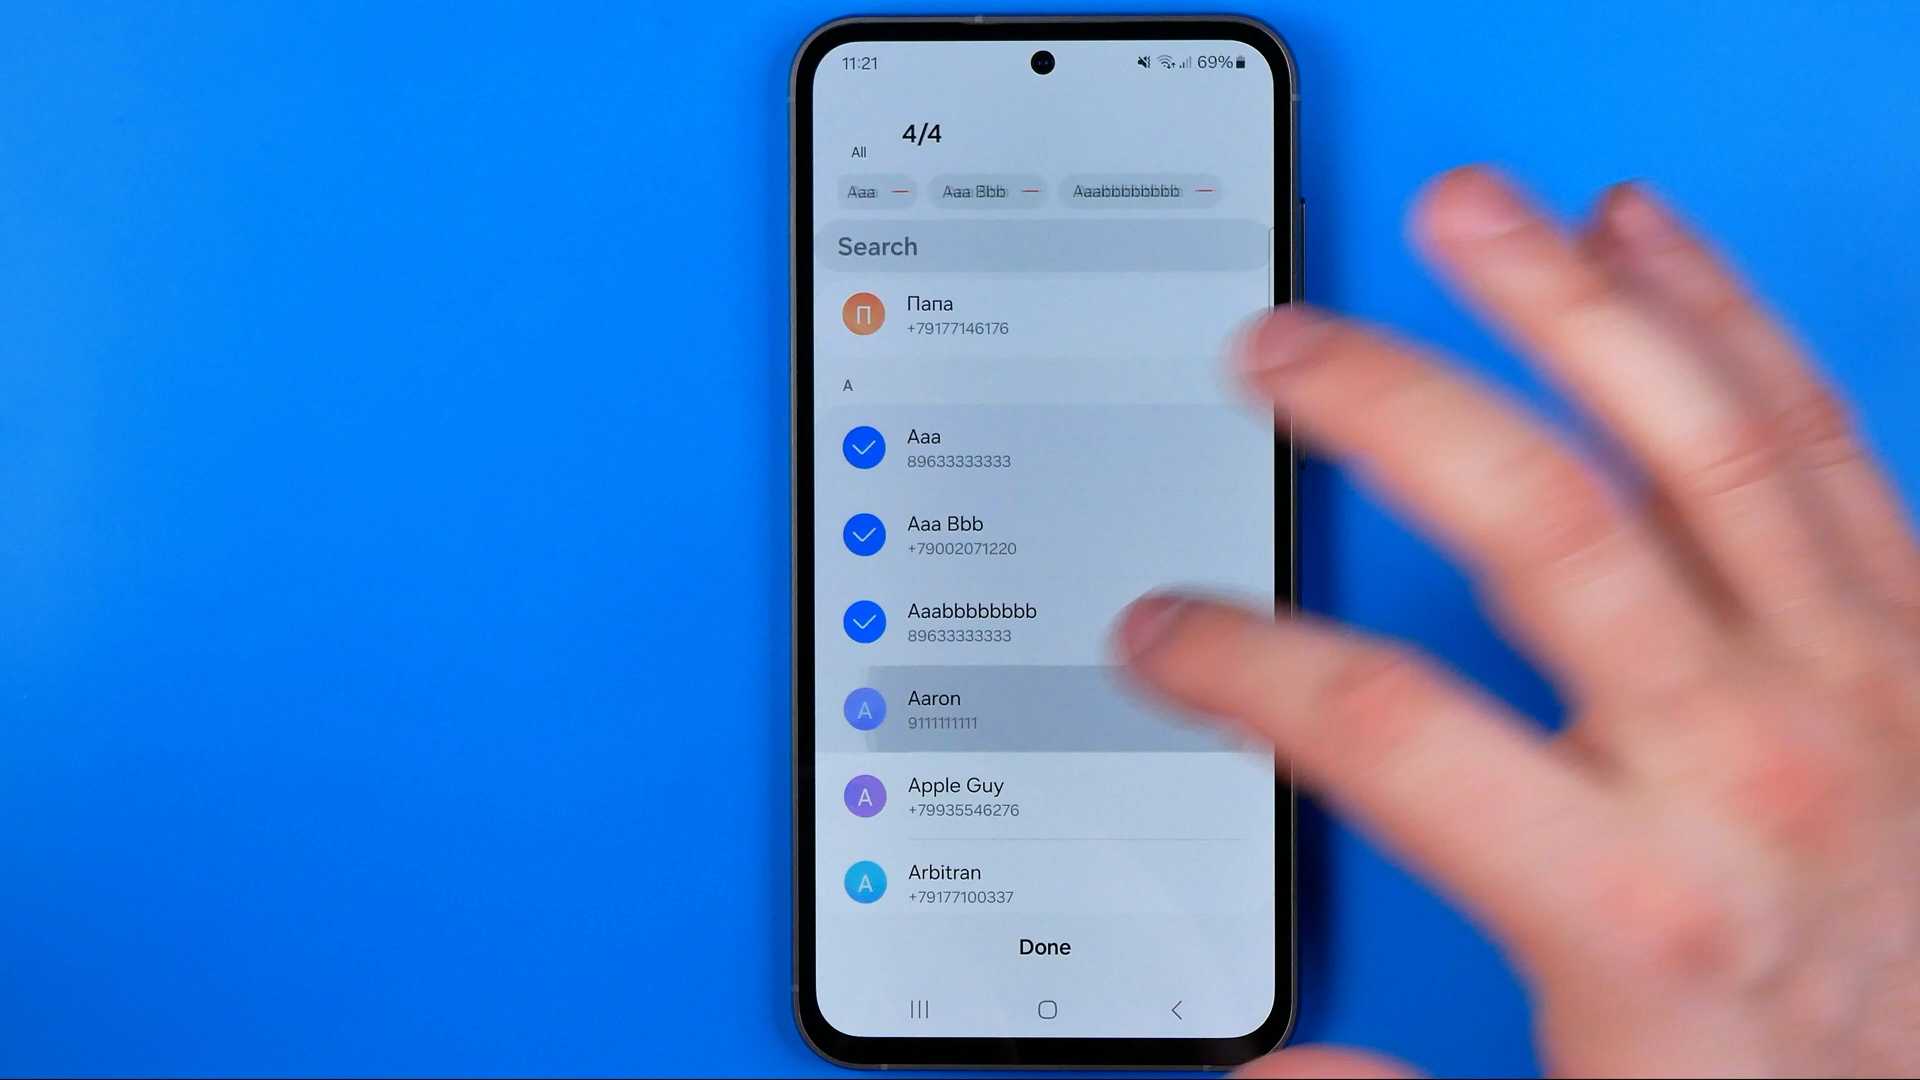 11:21
69%
4/4
All
Aaa
Aaa Bbb
Aaabbbbbbbb
Search
П
Папа
+79177146176
A
Aaa
89633333333
Aaa Bbb
+79002071220
Aaabbbbbbbb
89633333333
A
Aaron
9111111111
A
Apple Guy
+79935546276
A
Arbitran
+79177100337
Done